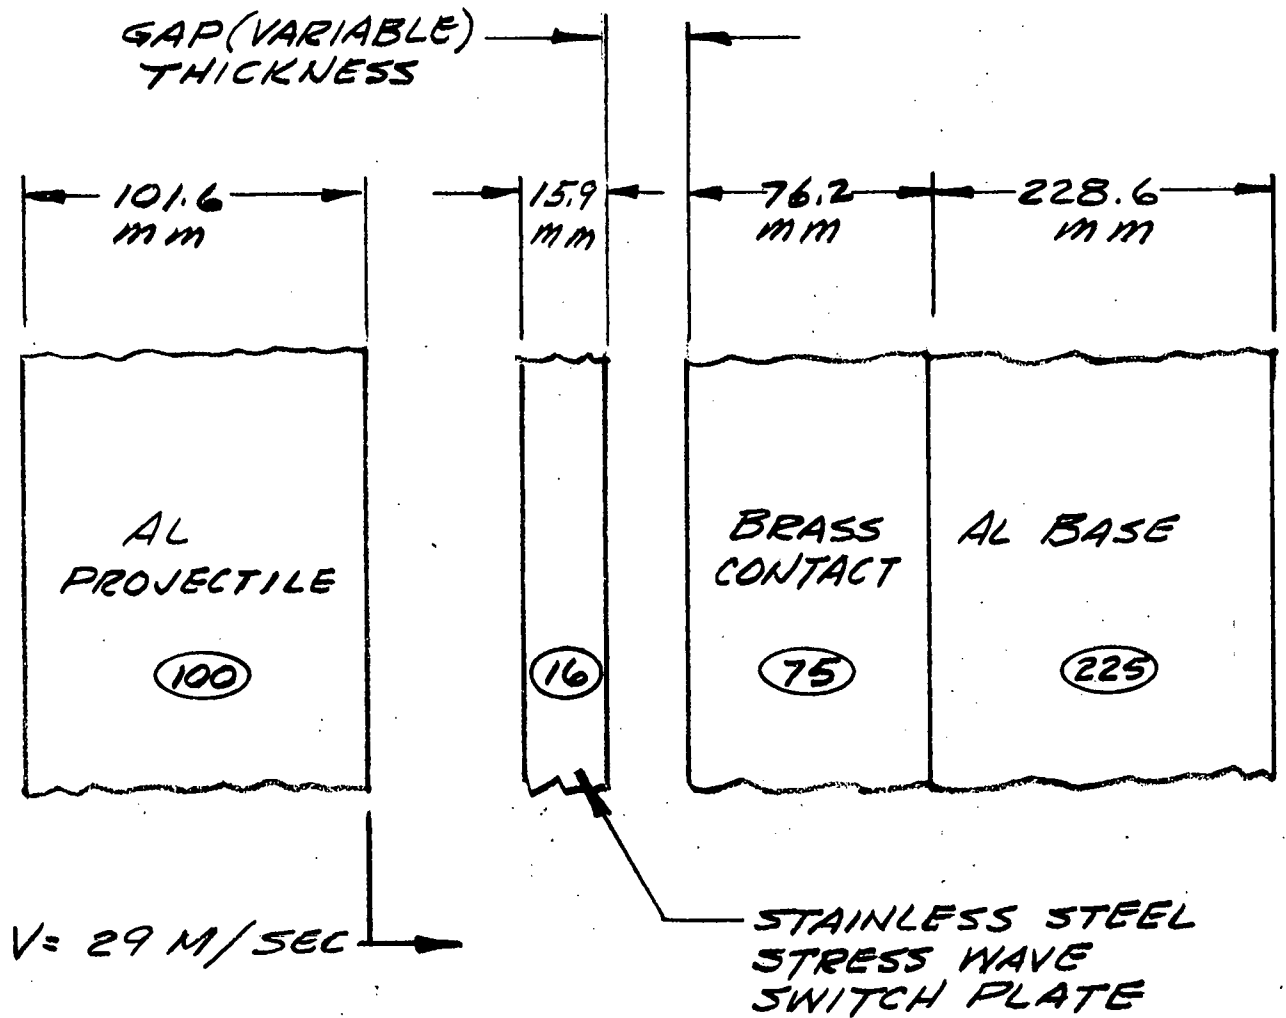 GAP (VARIABLE)
THICKNESS
101.6
mm
15.9
mm
76.2
mm
228.6
mm
AL
PROJECTILE
100
16
BRASS
CONTACT
75
AL BASE
225
V= 29 M/SEC
STAINLESS STEEL
STRESS WAVE
SWITCH PLATE